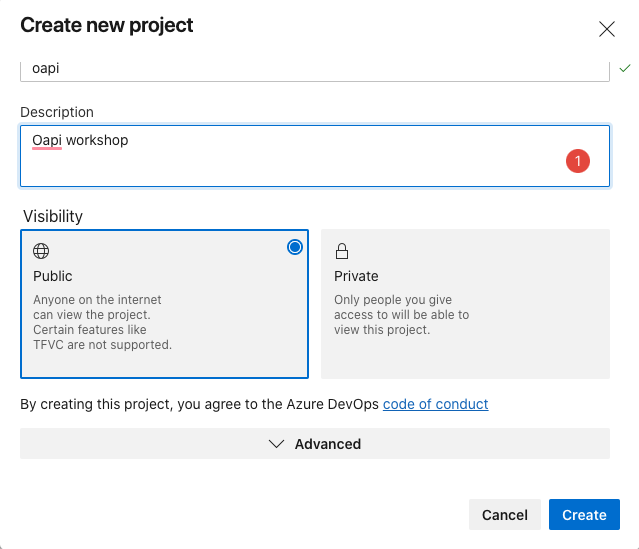 Create new project
oapi
Description
Oapi workshop
1
Visibility
Public
Anyone on the internet
can view the project.
Certain features like
TFVC are not supported.
Private
Only people you give
access to will be able to
view this project.
By creating this project, you agree to the Azure DevOps code of conduct
Advanced
Cancel
Create